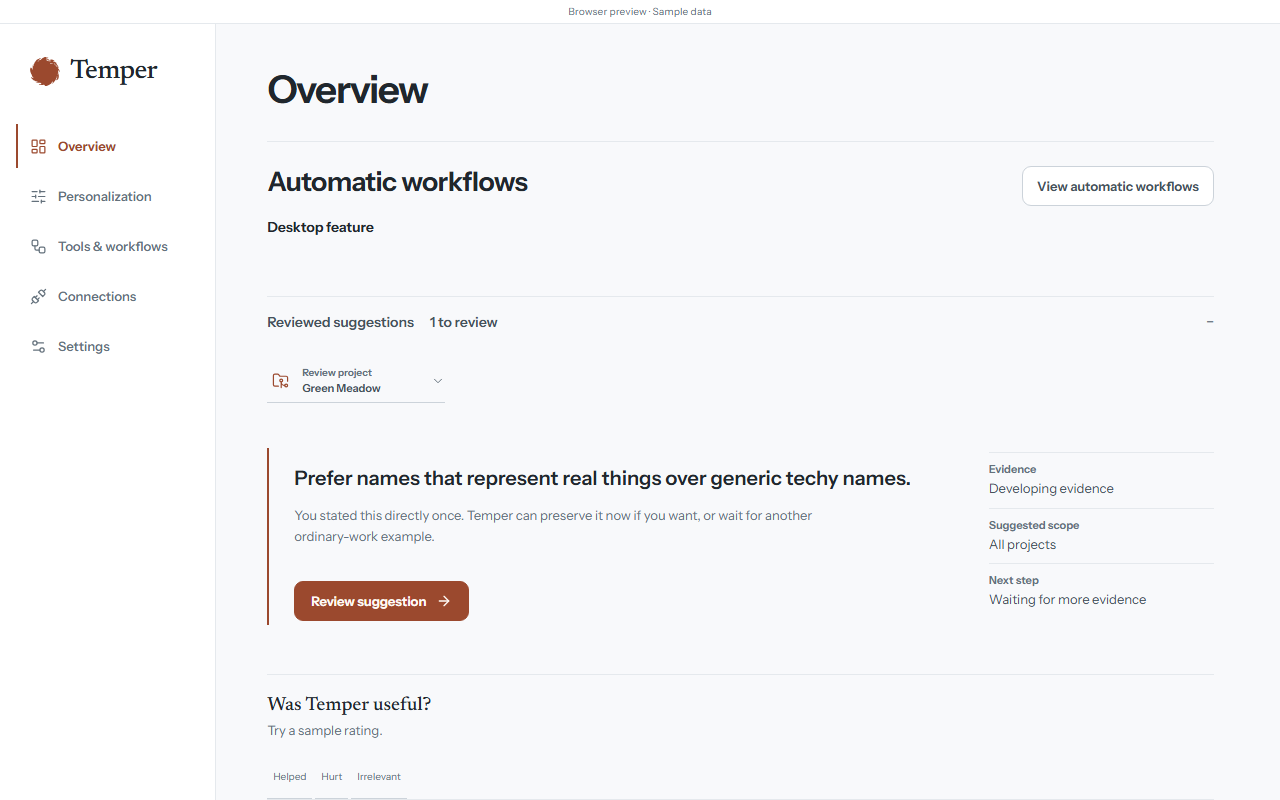 Browser preview · Sample data
Temper
Overview
Personalization
Tools & workflows
Connections
Settings
Overview
Automatic workflows
View automatic workflows
Desktop feature
Reviewed suggestions 1 to review
Review project
Green Meadow
Prefer names that represent real things over generic techy names.
You stated this directly once. Temper can preserve it now if you want, or wait for another
ordinary-work example.
Review suggestion
Evidence
Developing evidence
Suggested scope
All projects
Next step
Waiting for more evidence
Was Temper useful?
Try a sample rating.
Helped Hurt Irrelevant